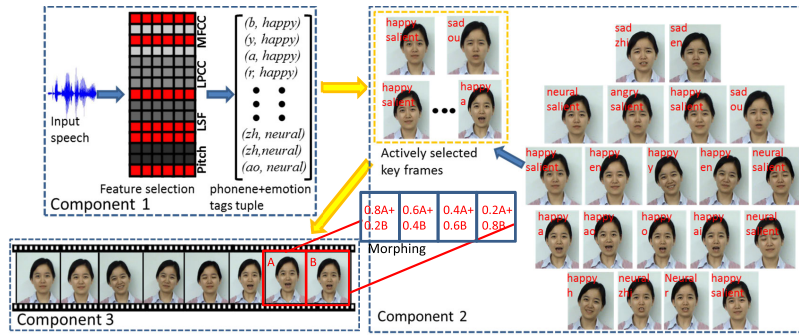 Input
speech
MFCC
LPCC
LSF
Pitch
Feature selection
(b, happy)
(y, happy)
(a, happy)
(r, happy)
(zh, neural)
(zh,neural)
(ao, neural)
phonene+emotion
tags tuple
Component 1
happy
salient
sad
ou
happy
salient
happy
a
Actively selected
key frames
sad
zhi
sad
en
neural
salient
angry
salient
happy
salient
sad
ou
happy
salient
happy
en
happy
y
happy
en
neural
salient
happy
a
happy
ao
happy
o
happy
ai
neural
salient
happy
h
neural
zh
Neural
r
happy
salient
0.8A+
0.2B
0.6A+
0.4B
0.4A+
0.6B
0.2A+
0.8B
Morphing
Component 2
A
B
Component 3